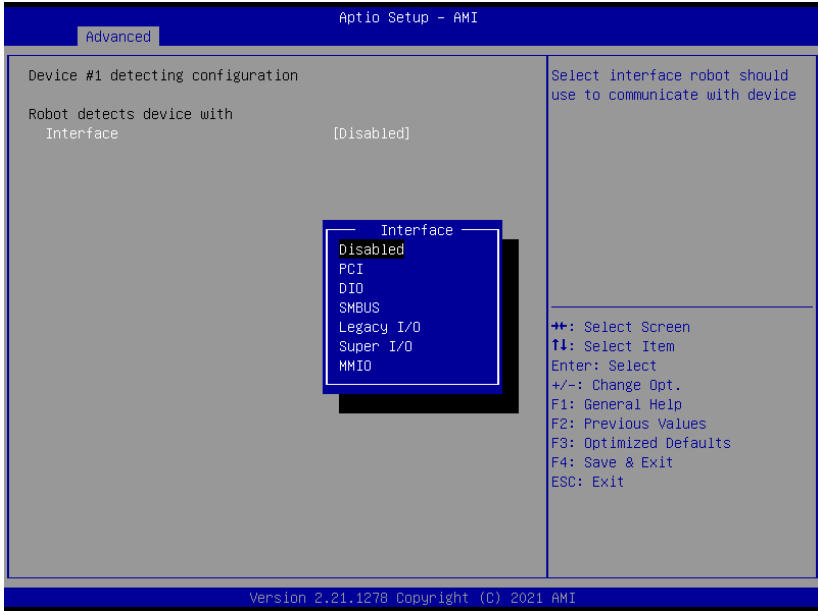 Aptio Setup – AMI
Advanced
Device #1 detecting configuration
Robot detects device with
Interface [Disabled]
Select interface robot should
use to communicate with device
Interface
Disabled
PCI
DIO
SMBUS
Legacy I/O
Super I/O
MMIO
→←: Select Screen
↑↓: Select Item
Enter: Select
+/-: Change Opt.
F1: General Help
F2: Previous Values
F3: Optimized Defaults
F4: Save & Exit
ESC: Exit
Version 2.21.1278 Copyright (C) 2021 AMI